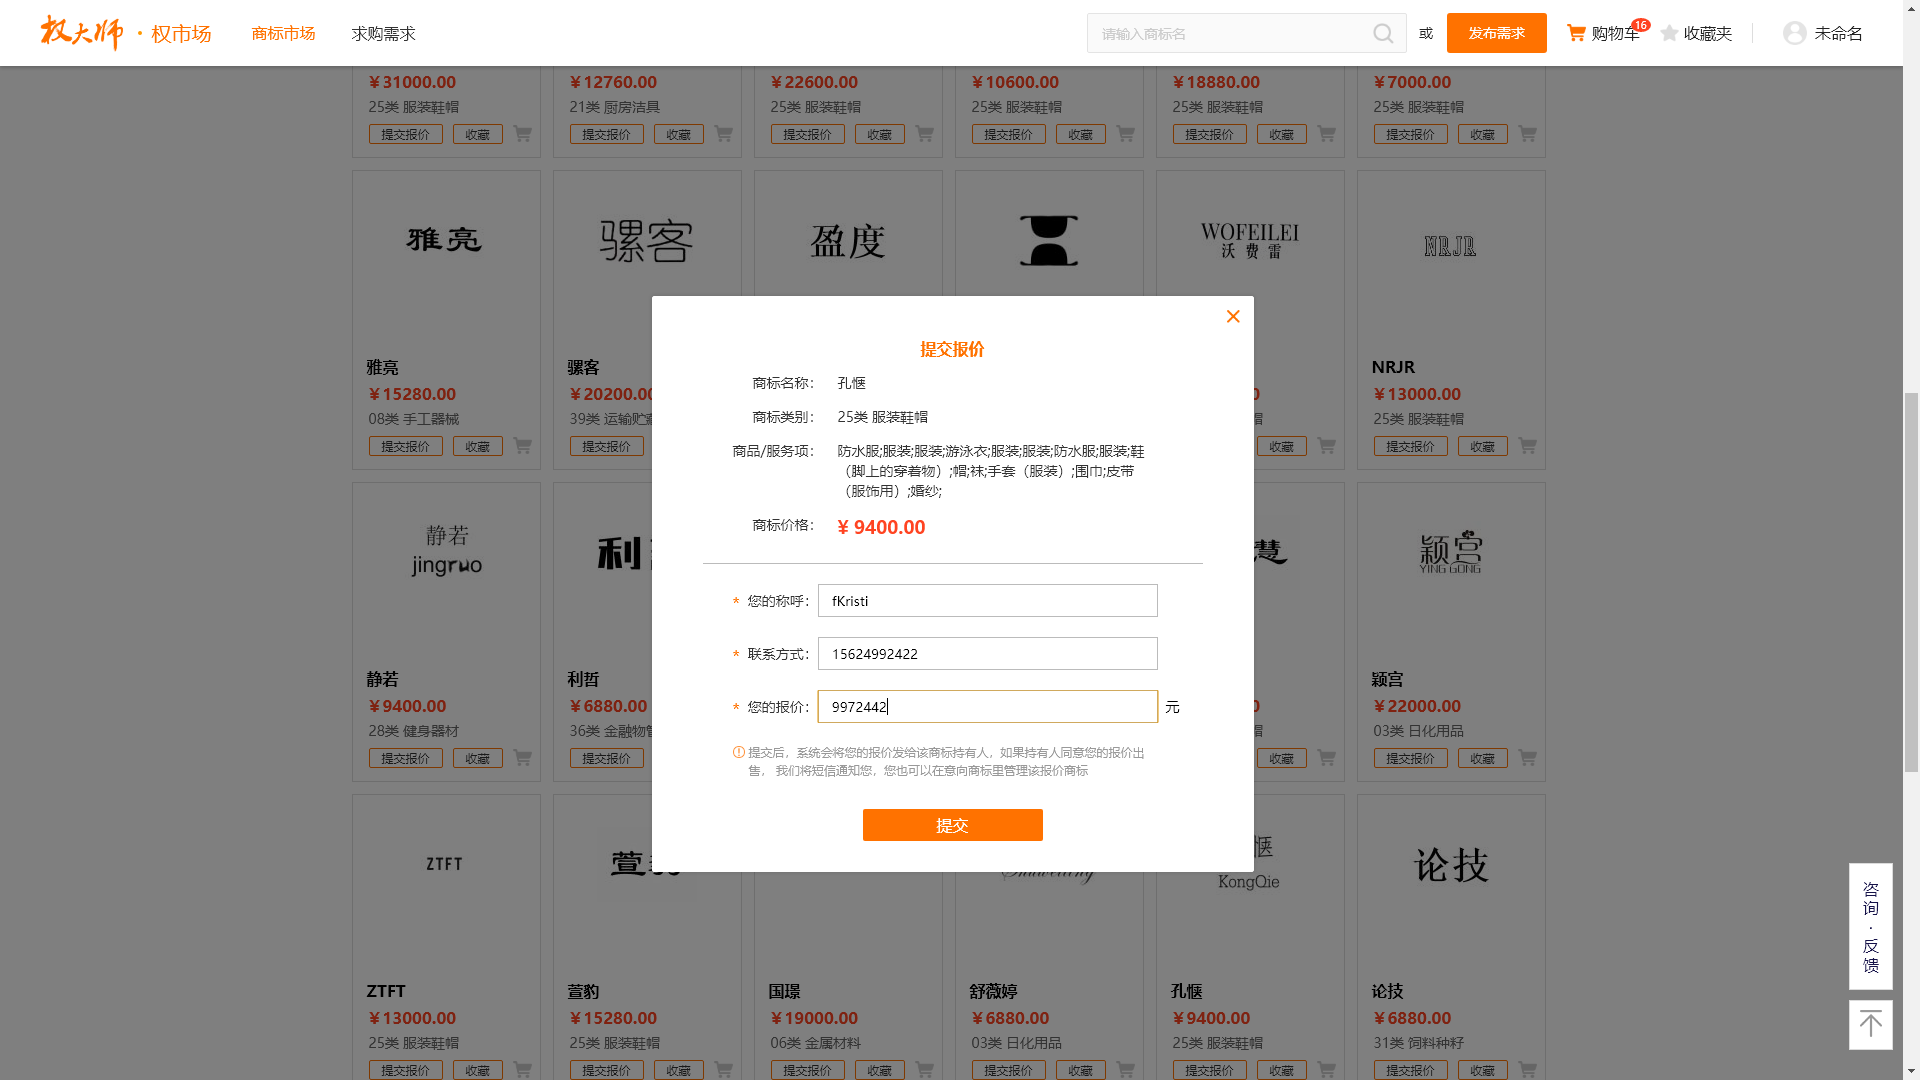 权大师 · 权市场 商标市场 求购需求 请输入商标名 或 发布需求 购物车 16 收藏夹 未命名
¥31000.00 ¥12760.00 ¥22600.00 ¥10600.00 ¥18880.00 ¥7000.00
25类 服装鞋帽 21类 厨房洁具 25类 服装鞋帽 25类 服装鞋帽 25类 服装鞋帽 25类 服装鞋帽
提交报价 收藏 提交报价 收藏 提交报价 收藏 提交报价 收藏 提交报价 收藏 提交报价 收藏
雅亮 骡客 盈度 WOFEILEI NRJR
沃费雷
雅亮 骡客 NRJR
¥15280.00 ¥20200.00 ¥13000.00
08类 手工器械 39类 运输贮 25类 服装鞋帽
提交报价 收藏 提交报价 收藏 提交报价 收藏
提交报价
商标名称： 孔惬
商标类别： 25类 服装鞋帽
商品/服务项： 防水服;服装;服装;游泳衣;服装;服装;防水服;服装;鞋
（脚上的穿着物）;帽;袜;手套（服装）;围巾;皮带
（服饰用）;婚纱;
商标价格： ¥ 9400.00
* 您的称呼： fKristi
* 联系方式： 15624992422
* 您的报价： 9972442 元
提交后，系统会将您的报价发给该商标持有人，如果持有人同意您的报价出
售， 我们将短信通知您，您也可以在意向商标里管理该报价商标
提交
静若 利 慧 颖宫
jingruo YING GONG
静若 利哲 颖宫
¥9400.00 ¥6880.00 ¥22000.00
28类 健身器材 36类 金融物管 03类 日化用品
提交报价 收藏 提交报价 收藏 提交报价 收藏
ZTFT 萱豹 惬 论技
KongQie
ZTFT 萱豹 国璟 舒薇婷 孔惬 论技
¥13000.00 ¥15280.00 ¥19000.00 ¥6880.00 ¥9400.00 ¥6880.00
25类 服装鞋帽 25类 服装鞋帽 06类 金属材料 03类 日化用品 25类 服装鞋帽 31类 饲料种籽
提交报价 收藏 提交报价 收藏 提交报价 收藏 提交报价 收藏 提交报价 收藏 提交报价 收藏
咨询·反馈